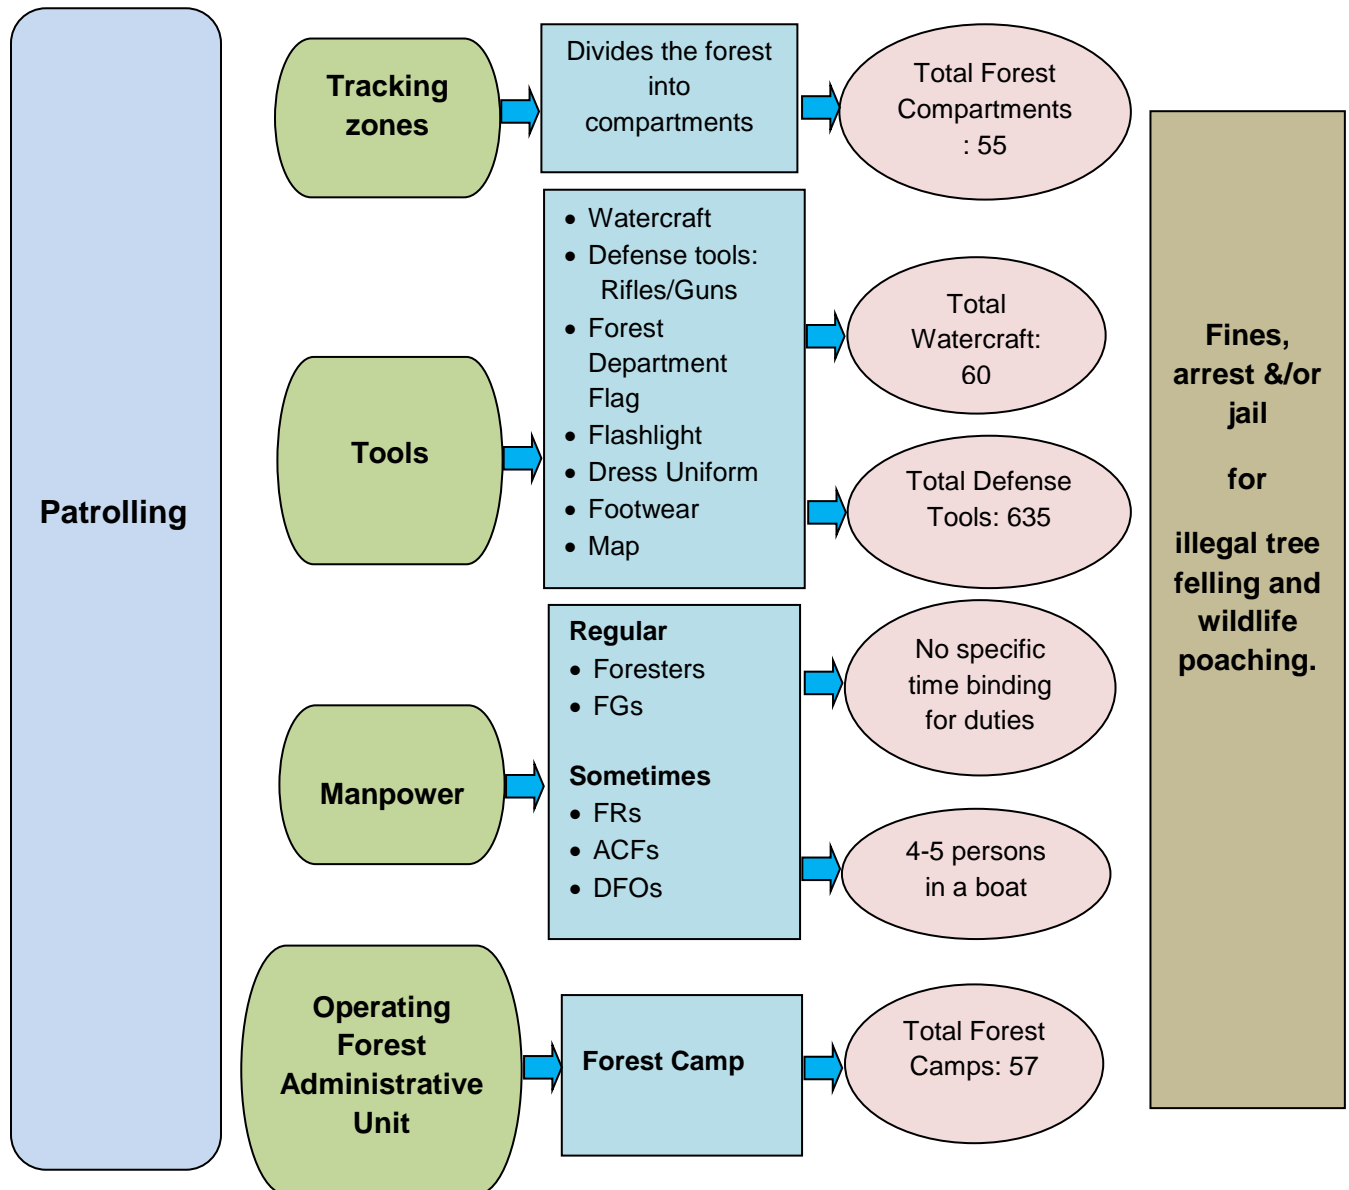 Patrolling
Tracking
zones
Divides the forest
into
compartments
Total Forest
Compartments
: 55
Tools
• Watercraft
• Defense tools:
Rifles/Guns
• Forest
Department
Flag
• Flashlight
• Dress Uniform
• Footwear
• Map
Total
Watercraft:
60
Total Defense
Tools: 635
Manpower
Regular
• Foresters
• FGs
Sometimes
• FRs
• ACFs
• DFOs
No specific
time binding
for duties
4-5 persons
in a boat
Operating
Forest
Administrative
Unit
Forest Camp
Total Forest
Camps: 57
Fines,
arrest &/or
jail
for
illegal tree
felling and
wildlife
poaching.